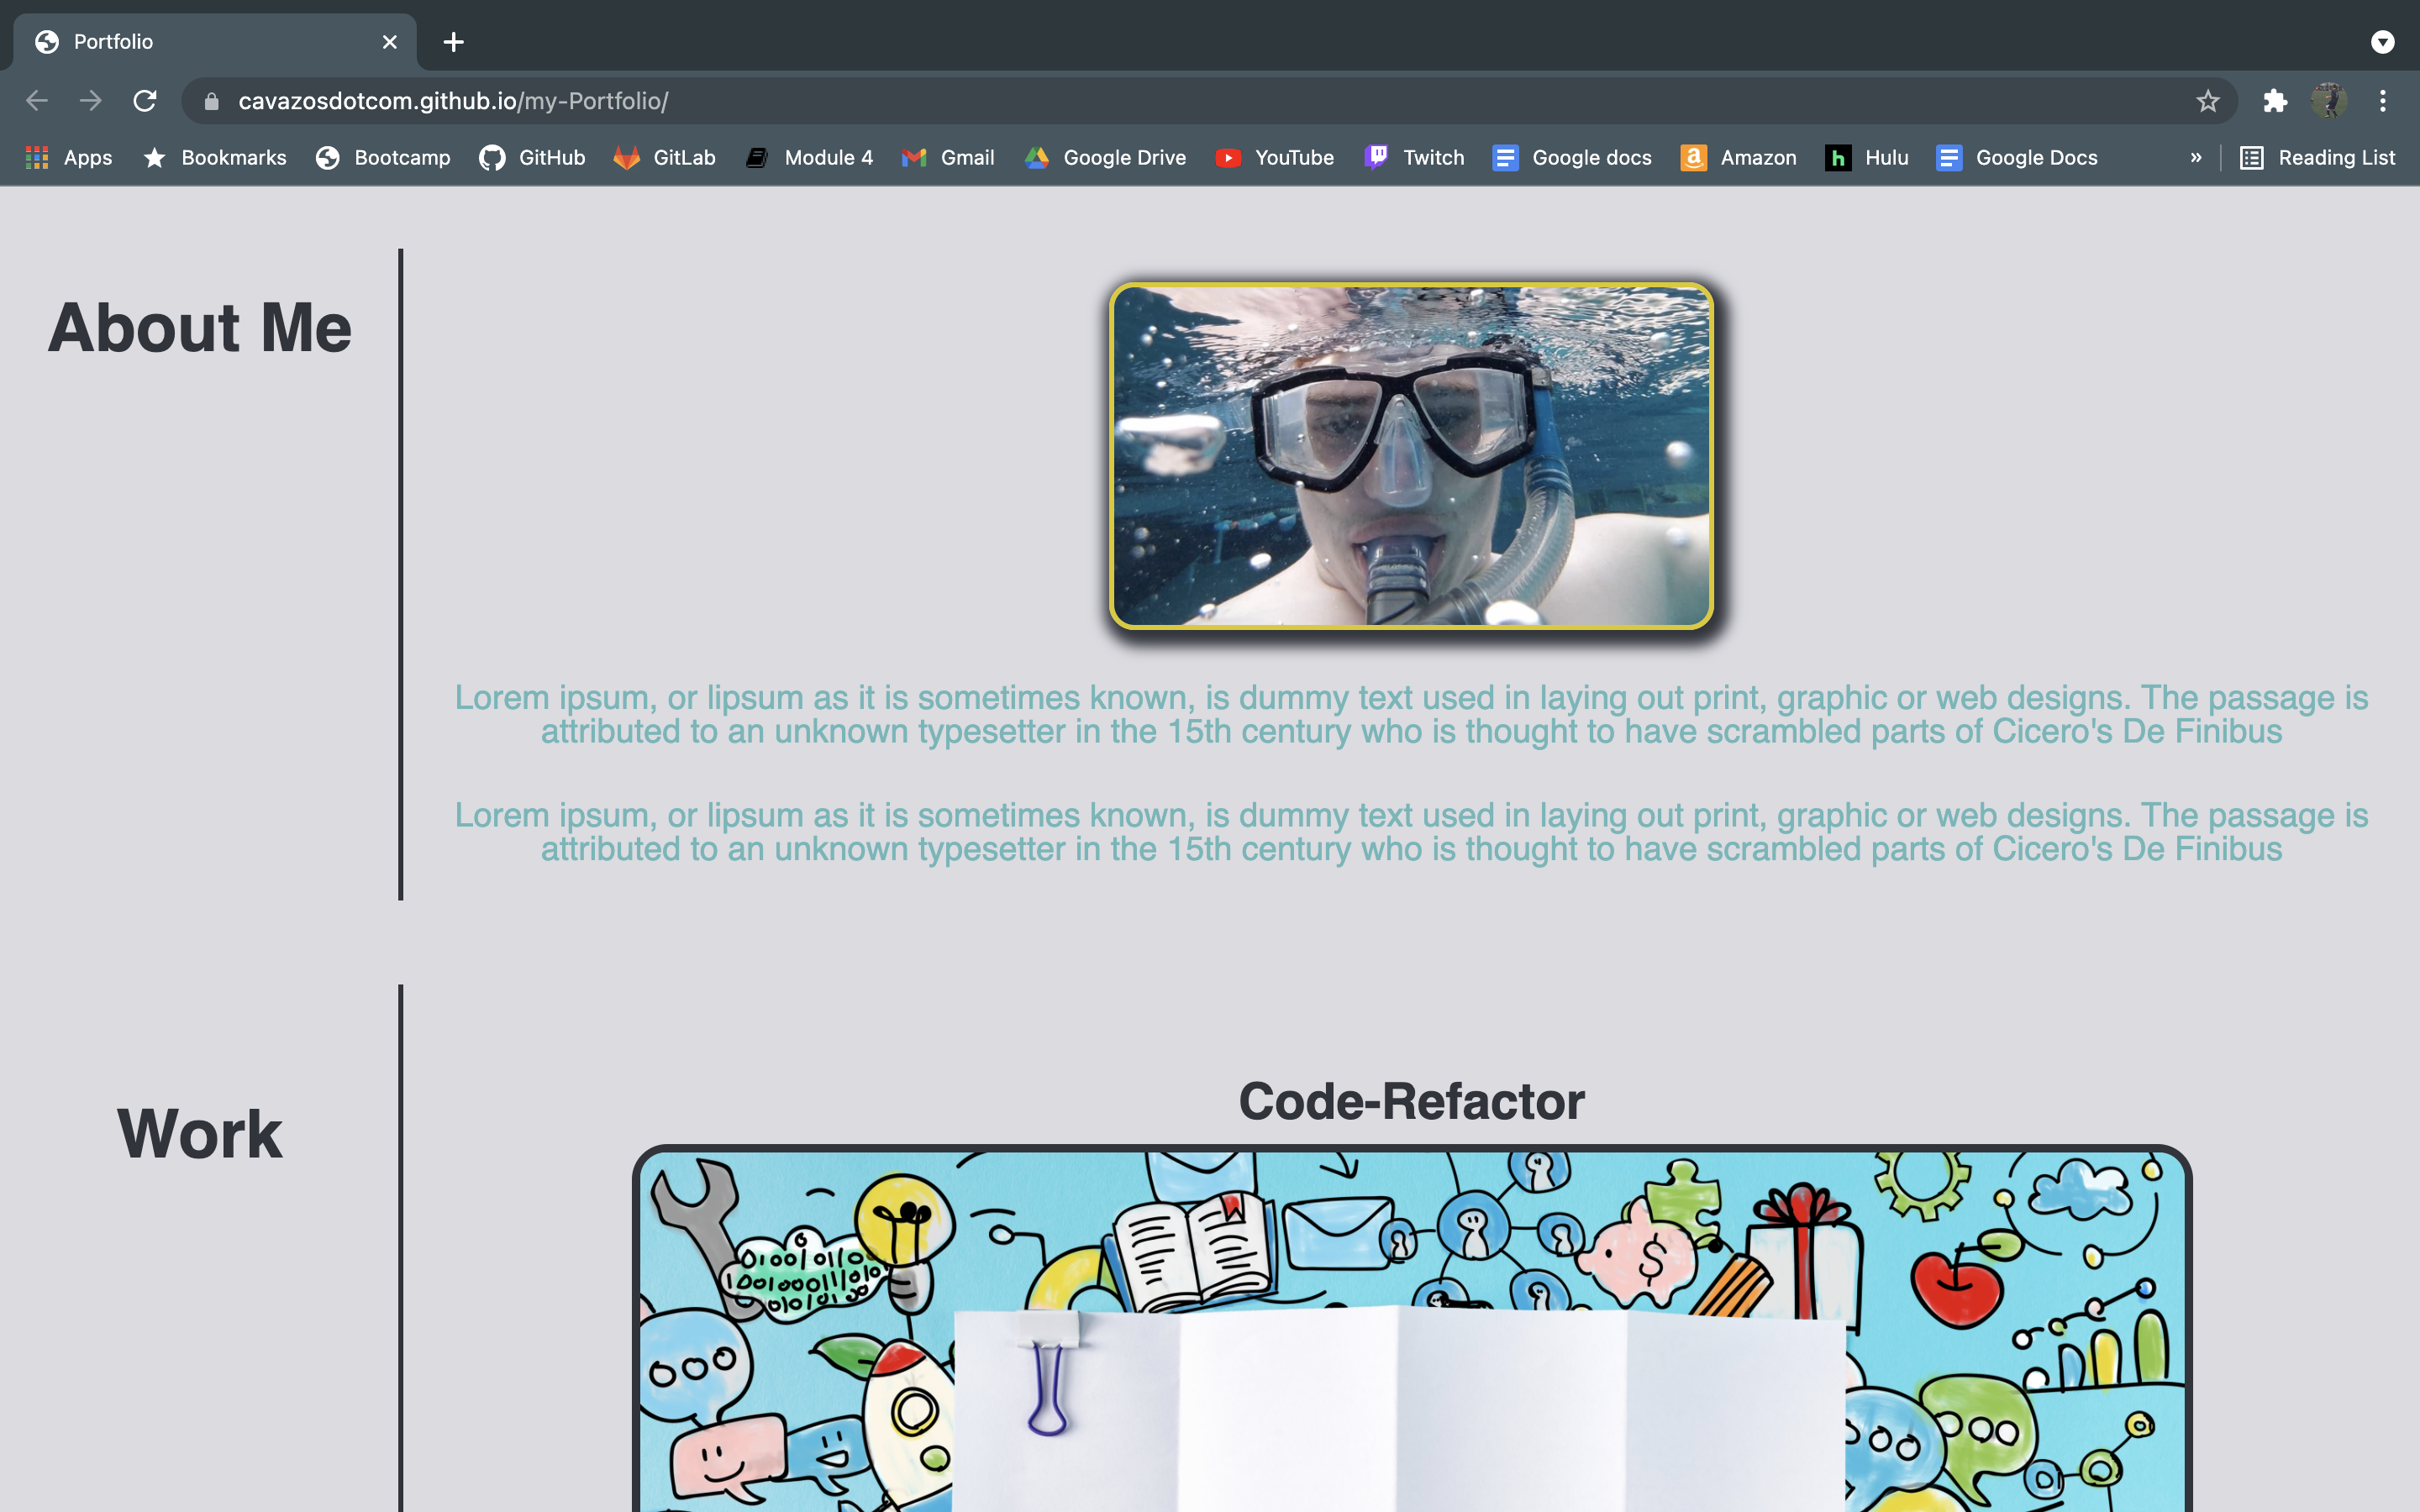 Portfolio
cavazosdotcom.github.io/my-Portfolio/
Apps Bookmarks Bootcamp GitHub GitLab Module 4 Gmail Google Drive YouTube Twitch Google docs Amazon Hulu Google Docs » Reading List
About Me
Lorem ipsum, or lipsum as it is sometimes known, is dummy text used in laying out print, graphic or web designs. The passage is
attributed to an unknown typesetter in the 15th century who is thought to have scrambled parts of Cicero's De Finibus
Lorem ipsum, or lipsum as it is sometimes known, is dummy text used in laying out print, graphic or web designs. The passage is
attributed to an unknown typesetter in the 15th century who is thought to have scrambled parts of Cicero's De Finibus
Work
Code-Refactor
$